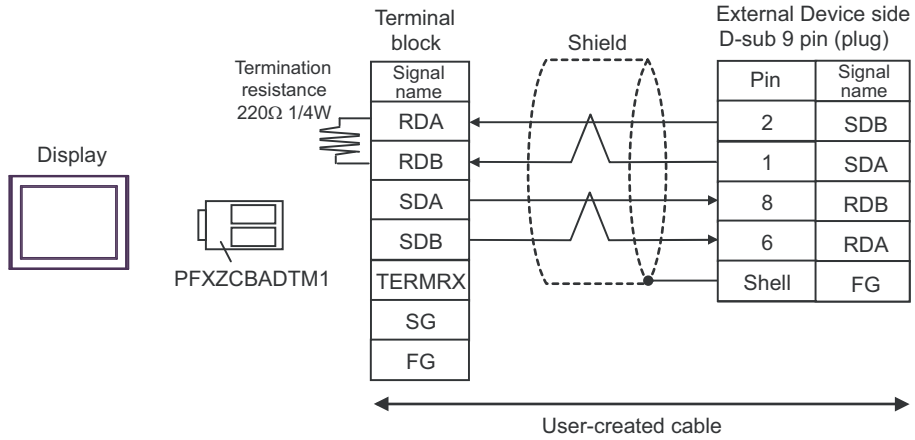 Terminal
block
Shield
External Device side
D-sub 9 pin (plug)
Termination
resistance
220Ω 1/4W
Signal
name
Pin
Signal
name
RDA
2
SDB
RDB
1
SDA
Display
SDA
8
RDB
SDB
6
RDA
PFXZCBADTM1
TERMRX
Shell
FG
SG
FG
User-created cable